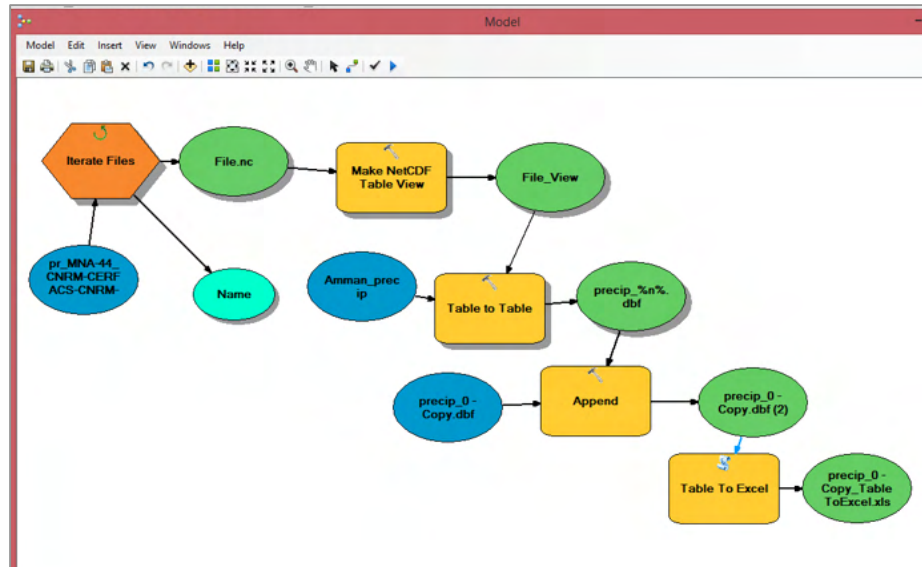 Model
Model Edit Insert View Windows Help
Iterate Files
File.nc
Make NetCDF
Table View
File_View
pr_MNA-44_
CNRM-CERF
ACS-CNRM-
Name
Amman_prec
ip
Table to Table
precip_%n%.
dbf
precip_0 -
Copy.dbf
Append
precip_0 -
Copy.dbf (2)
Table To Excel
precip_0 -
Copy_Table
ToExcel.xls